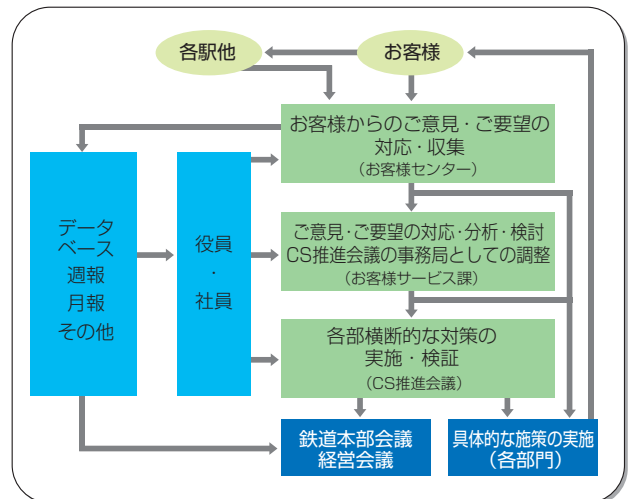 各駅他
お客様
お客様からのご意見・ご要望の
対応・収集
（お客様センター）
データ
ベース
週報
月報
その他
役員
・
社員
ご意見・ご要望の対応・分析・検討
CS推進会議の事務局としての調整
（お客様サービス課）
各部横断的な対策の
実施・検証
（CS推進会議）
鉄道本部会議
経営会議
具体的な施策の実施
（各部門）